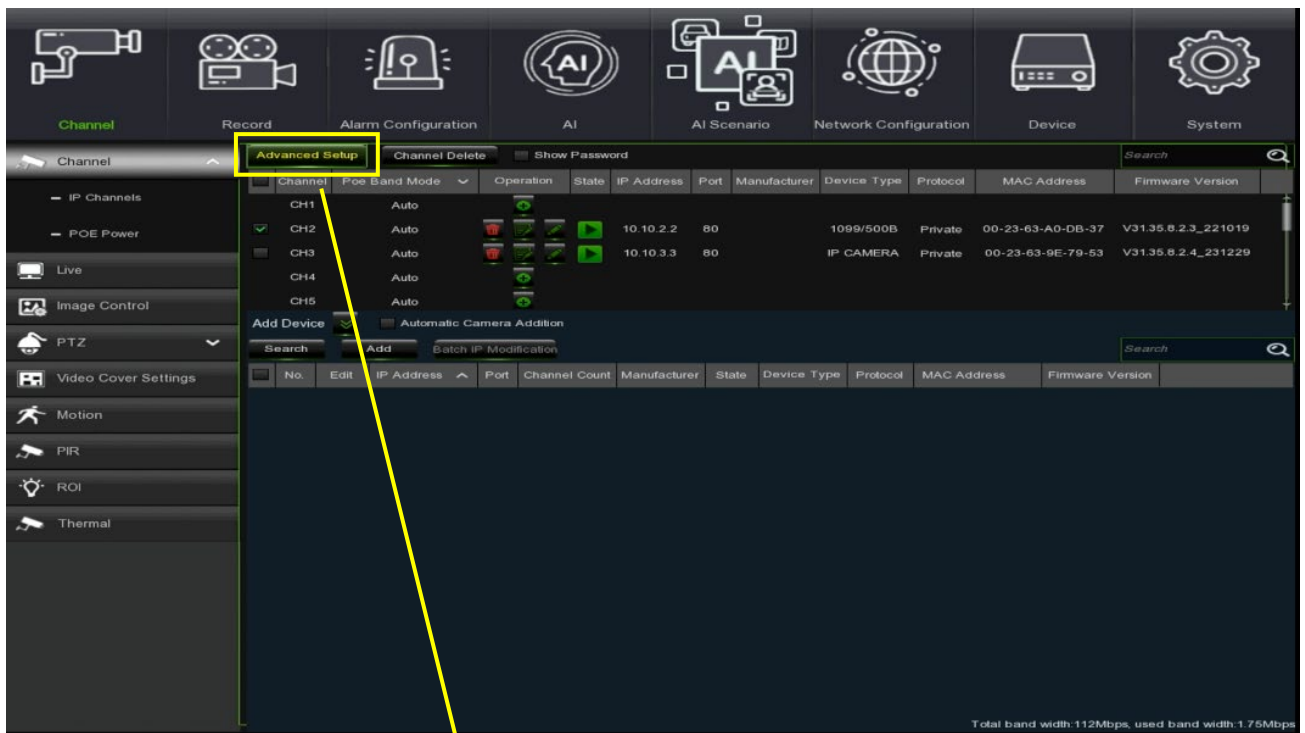 AI
AI
Channel Record Alarm Configuration AI AI Scenario Network Configuration Device System
Channel
IP Channels
POE Power
Live
Image Control
PTZ
Video Cover Settings
Motion
PIR
ROI
Thermal
Advanced Setup Channel Delete Show Password Search
Channel Poe Band Mode Operation State IP Address Port Manufacturer Device Type Protocol MAC Address Firmware Version
CH1 Auto
CH2 Auto 10.10.2.2 80 1099/500B Private 00-23-63-A0-DB-37 V31.35.8.2.3_221019
CH3 Auto 10.10.3.3 80 IP CAMERA Private 00-23-63-9E-79-53 V31.35.8.2.4_231229
CH4 Auto
CH5 Auto
Add Device Automatic Camera Addition
Search Add Batch IP Modification Search
No. Edit IP Address Port Channel Count Manufacturer State Device Type Protocol MAC Address Firmware Version
Total band width:112Mbps, used band width:1.75Mbps